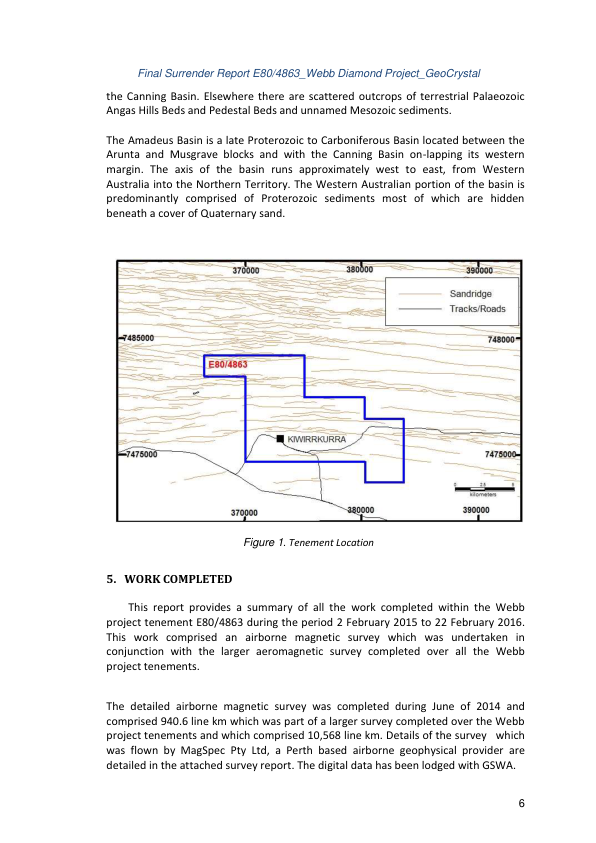 Final Surrender Report E80/4863_Webb Diamond Project_GeoCrystal
the Canning Basin. Elsewhere there are scattered outcrops of terrestrial Palaeozoic
Angas Hills Beds and Pedestal Beds and unnamed Mesozoic sediments.
The Amadeus Basin is a late Proterozoic to Carboniferous Basin located between the
Arunta and Musgrave blocks and with the Canning Basin on-lapping its western
margin. The axis of the basin runs approximately west to east, from Western
Australia into the Northern Territory. The Western Australian portion of the basin is
predominantly comprised of Proterozoic sediments most of which are hidden
beneath a cover of Quaternary sand.
370000 380000 390000
Sandridge
Tracks/Roads
7485000 748000
E80/4863
KIWIRRKURRA
7475000 7475000
0 2.5 5
kilometers
370000 380000 390000
Figure 1. Tenement Location
5. WORK COMPLETED
This report provides a summary of all the work completed within the Webb
project tenement E80/4863 during the period 2 February 2015 to 22 February 2016.
This work comprised an airborne magnetic survey which was undertaken in
conjunction with the larger aeromagnetic survey completed over all the Webb
project tenements.
The detailed airborne magnetic survey was completed during June of 2014 and
comprised 940.6 line km which was part of a larger survey completed over the Webb
project tenements and which comprised 10,568 line km. Details of the survey which
was flown by MagSpec Pty Ltd, a Perth based airborne geophysical provider are
detailed in the attached survey report. The digital data has been lodged with GSWA.
6